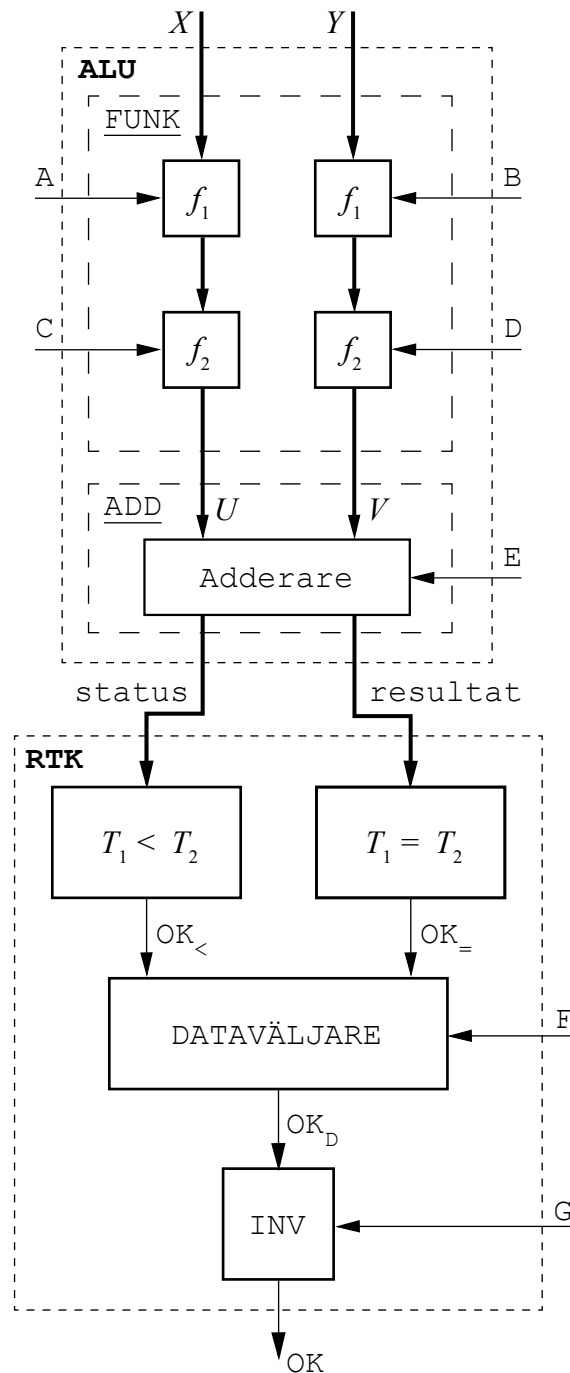 X Y
ALU
FUNK
A f₁ f₁ B
C f₂ f₂ D
ADD U V
Adderare E
status resultat
RTK
T₁ < T₂ T₁ = T₂
OK< OK=
DATAVÄLJARE F
OK_D
INV G
OK